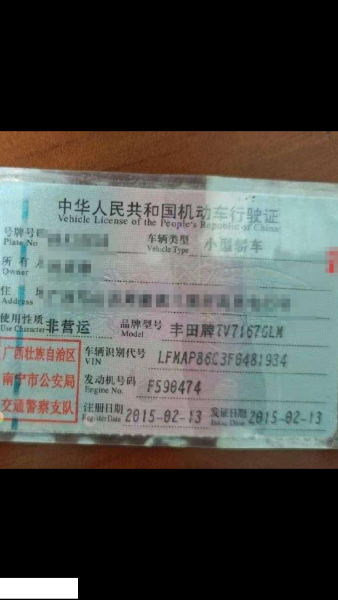 中华人民共和国机动车行驶证
Vehicle License of the People's Republic of China
号牌号码
Plate No
车辆类型 小型轿车
Vehicle Type
所有人
Owner
住 址
Address
使用性质 非营运
Use Character
品牌型号 丰田牌TV7167GLM
Model
广西壮族自治区
南宁市公安局
交通警察支队
车辆识别代号 LFMAP86C3F0481934
VIN
发动机号码 F590474
Engine No.
注册日期 2015-02-13
Register Date
发证日期 2015-02-13
Issue Date